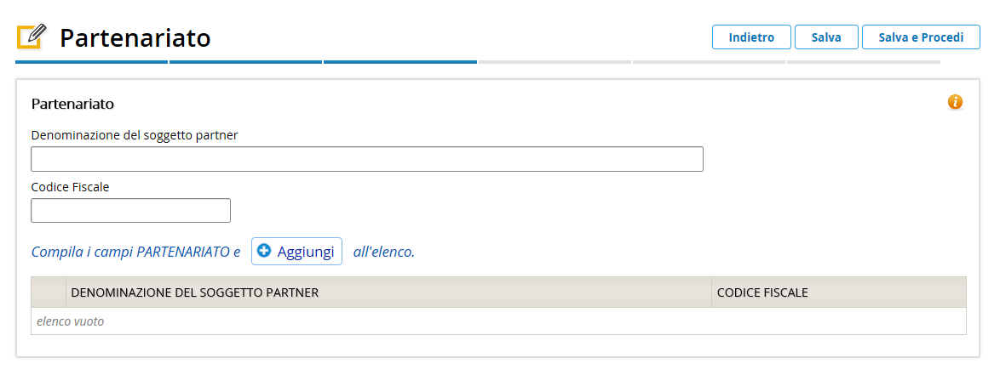 Partenariato
Indietro
Salva
Salva e Procedi
Partenariato
Denominazione del soggetto partner
Codice Fiscale
Compila i campi PARTENARIATO e Aggiungi all'elenco.
DENOMINAZIONE DEL SOGGETTO PARTNER
CODICE FISCALE
elenco vuoto